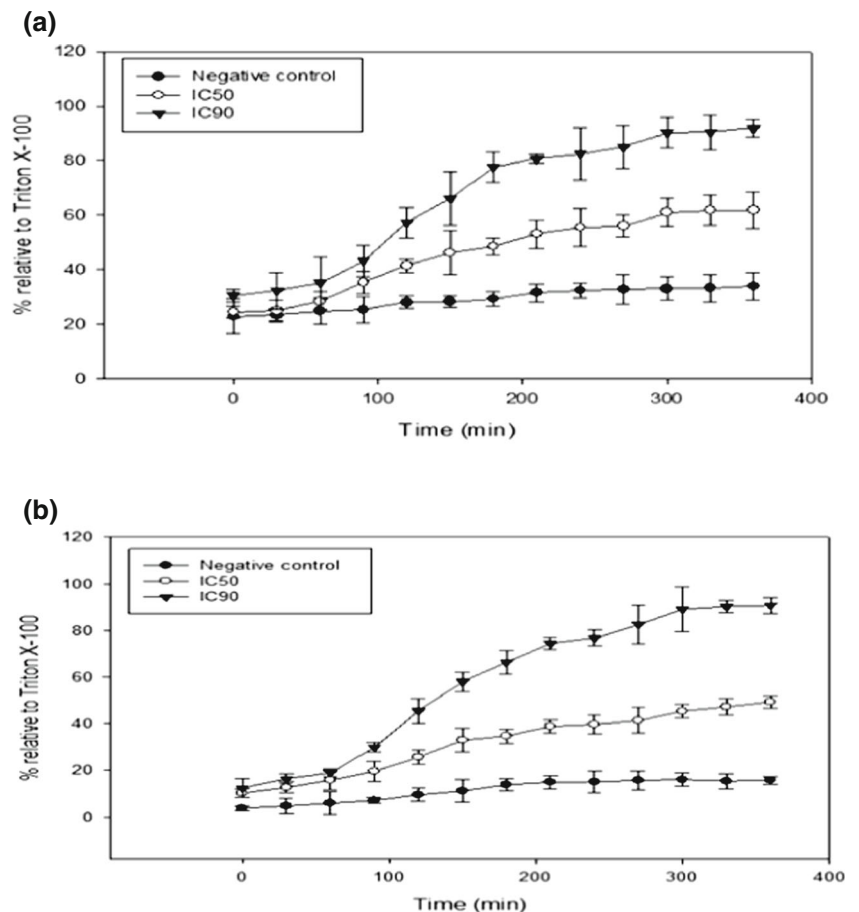 (a)
120
100
80
60
40
20
0
Negative control
IC50
IC90
% relative to Triton X-100
0 100 200 300 400
Time (min)
(b)
120
100
80
60
40
20
0
Negative control
IC50
IC90
% relative to Triton X-100
0 100 200 300 400
Time (min)